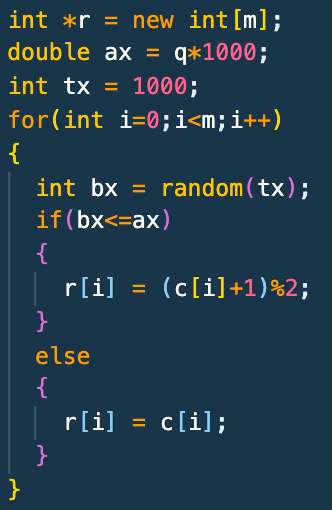 int *r = new int[m];
double ax = q*1000;
int tx = 1000;
for(int i=0;i<m;i++)
{
int bx = random(tx);
if(bx<=ax)
{
r[i] = (c[i]+1)%2;
}
else
{
r[i] = c[i];
}
}